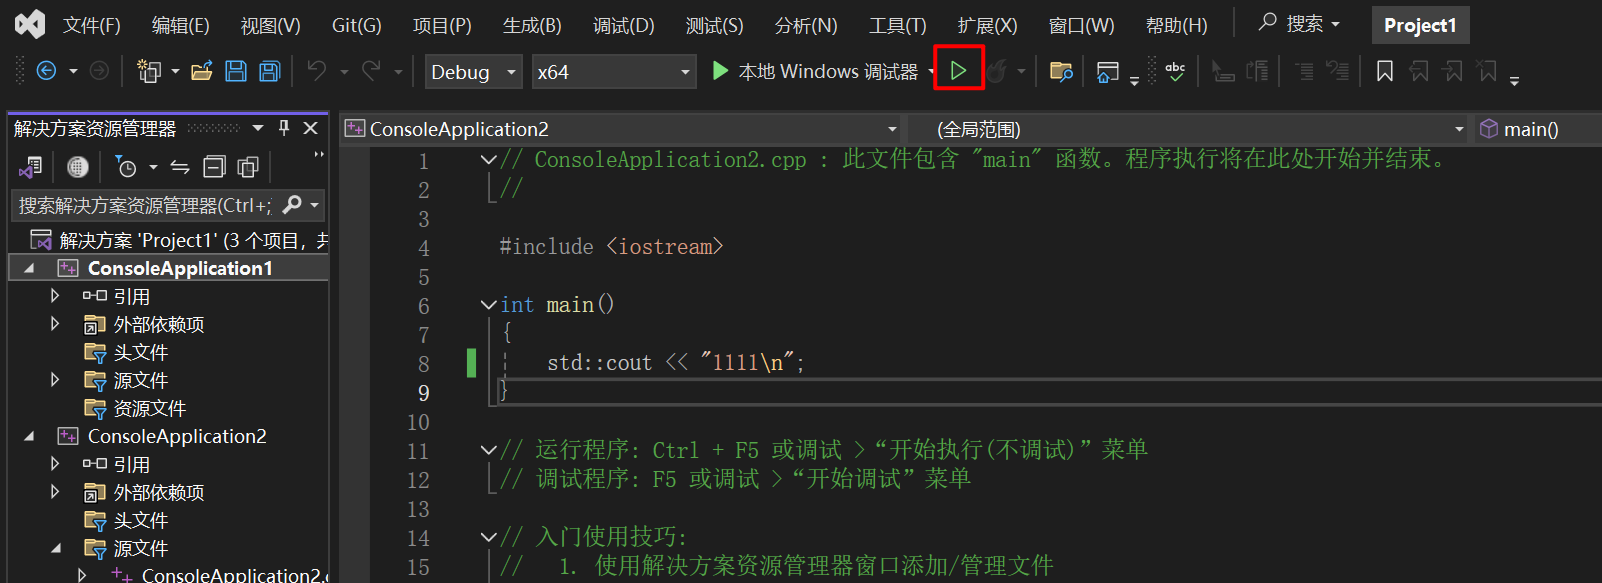 文件(F) 编辑(E) 视图(V) Git(G) 项目(P) 生成(B) 调试(D) 测试(S) 分析(N) 工具(T) 扩展(X) 窗口(W) 帮助(H) 搜索 Project1
Debug x64 本地 Windows 调试器 abc
解决方案资源管理器
搜索解决方案资源管理器(Ctrl+;
解决方案 'Project1' (3 个项目, 
ConsoleApplication1
引用
外部依赖项
头文件
源文件
资源文件
ConsoleApplication2
引用
外部依赖项
头文件
源文件
ConsoleApplication2.
ConsoleApplication2 (全局范围) main()
1 // ConsoleApplication2.cpp : 此文件包含 "main" 函数。程序执行将在此处开始并结束。
2 //
3
4 #include <iostream>
5
6 int main()
7 {
8 std::cout << "1111\n";
9 }
10
11 // 运行程序: Ctrl + F5 或调试 >“开始执行(不调试)”菜单
12 // 调试程序: F5 或调试 >“开始调试”菜单
13
14 // 入门使用技巧:
15 // 1. 使用解决方案资源管理器窗口添加/管理文件